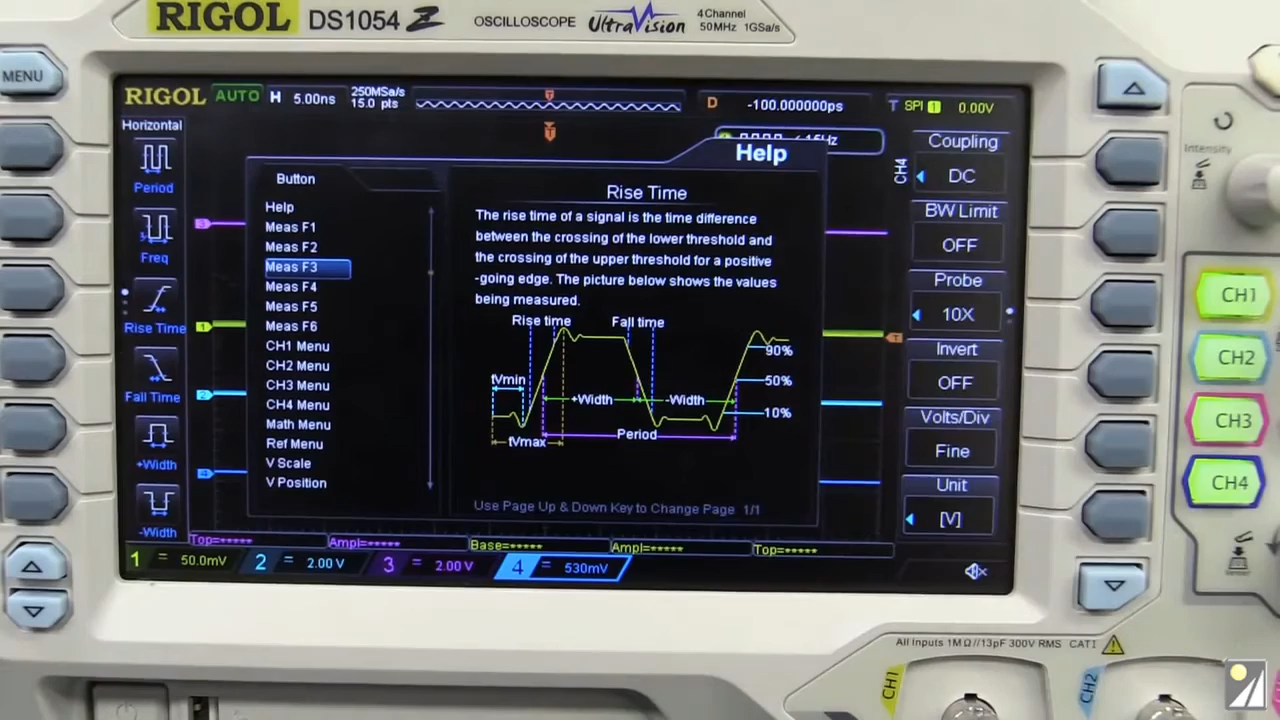 RIGOL DS1054 Z OSCILLOSCOPE UltraVision 4 Channel
50MHz 1GSa/s
MENU
RIGOL AUTO H 5.00ns 250MSa/s
15.0 pts
D -100.000000ps T SPI 1 0.00V
Horizontal
Period
Freq
Rise Time
Fall Time
+Width
-Width
Help
Button
Help
Meas F1
Meas F2
Meas F3
Meas F4
Meas F5
Meas F6
CH1 Menu
CH2 Menu
CH3 Menu
CH4 Menu
Math Menu
Ref Menu
V Scale
V Position
Rise Time
The rise time of a signal is the time difference
between the crossing of the lower threshold and
the crossing of the upper threshold for a positive
-going edge. The picture below shows the values
being measured.
Rise time Fall time
90%
tVmin 50%
+Width -Width
10%
tVmax Period
Use Page Up & Down Key to Change Page 1/1
CH4
Coupling
DC
BW Limit
OFF
Probe
10X
Invert
OFF
Volts/Div
Fine
Unit
[V]
Top=***** Ampl=***** Base=***** Ampl=***** Top=*****
1 = 50.0mV 2 = 2.00 V 3 = 2.00 V 4 = 530mV
Intensity
CH1
CH2
CH3
CH4
All Inputs 1MΩ//13pF 300V RMS CAT I
CH1
CH2